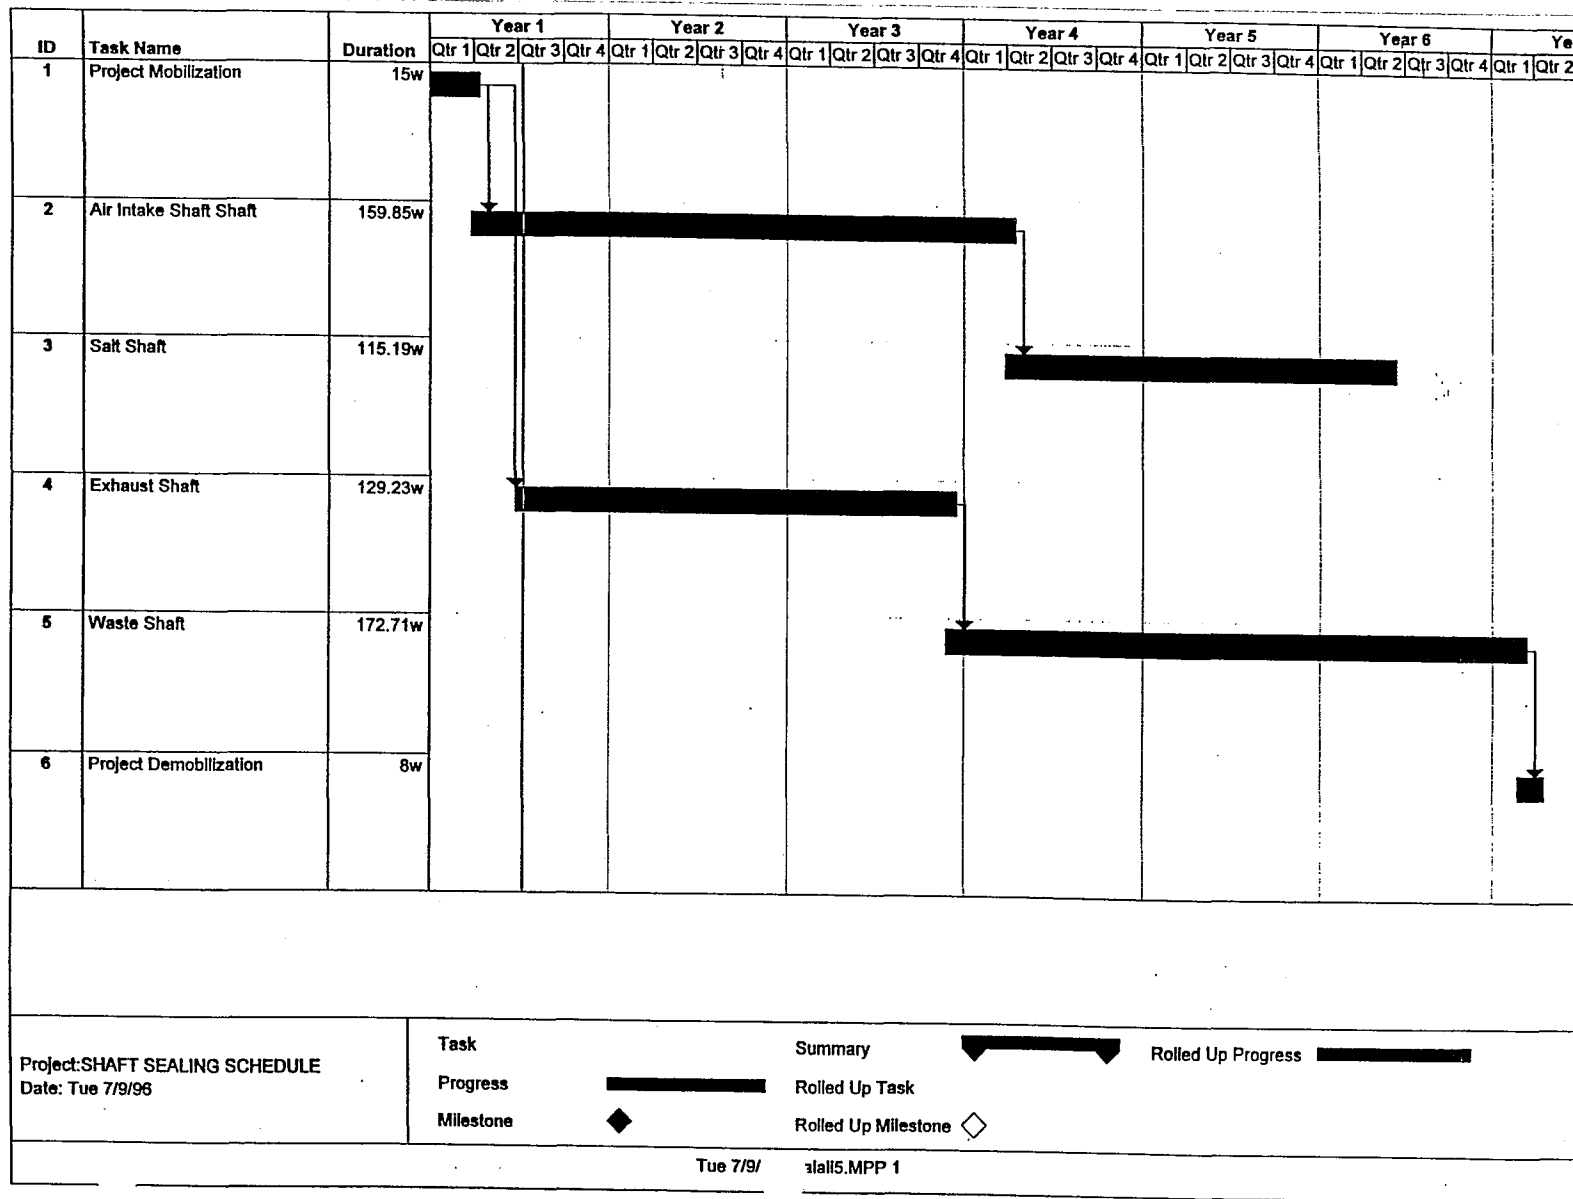 Year 1 Year 2 Year 3 Year 4 Year 5 Year 6 Ye
ID Task Name Duration Qtr 1 Qtr 2 Qtr 3 Qtr 4 Qtr 1 Qtr 2 Qtr 3 Qtr 4 Qtr 1 Qtr 2 Qtr 3 Qtr 4 Qtr 1 Qtr 2 Qtr 3 Qtr 4 Qtr 1 Qtr 2 Qtr 3 Qtr 4 Qtr 1 Qtr 2 Qtr 3 Qtr 4 Qtr 1 Qtr 2
1 Project Mobilization 15w
2 Air Intake Shaft Shaft 159.85w
3 Salt Shaft 115.19w
4 Exhaust Shaft 129.23w
5 Waste Shaft 172.71w
6 Project Demobilization 8w
Project:SHAFT SEALING SCHEDULE
Date: Tue 7/9/96
Task Summary Rolled Up Progress
Progress Rolled Up Task
Milestone Rolled Up Milestone
Tue 7/9/ alall5.MPP 1